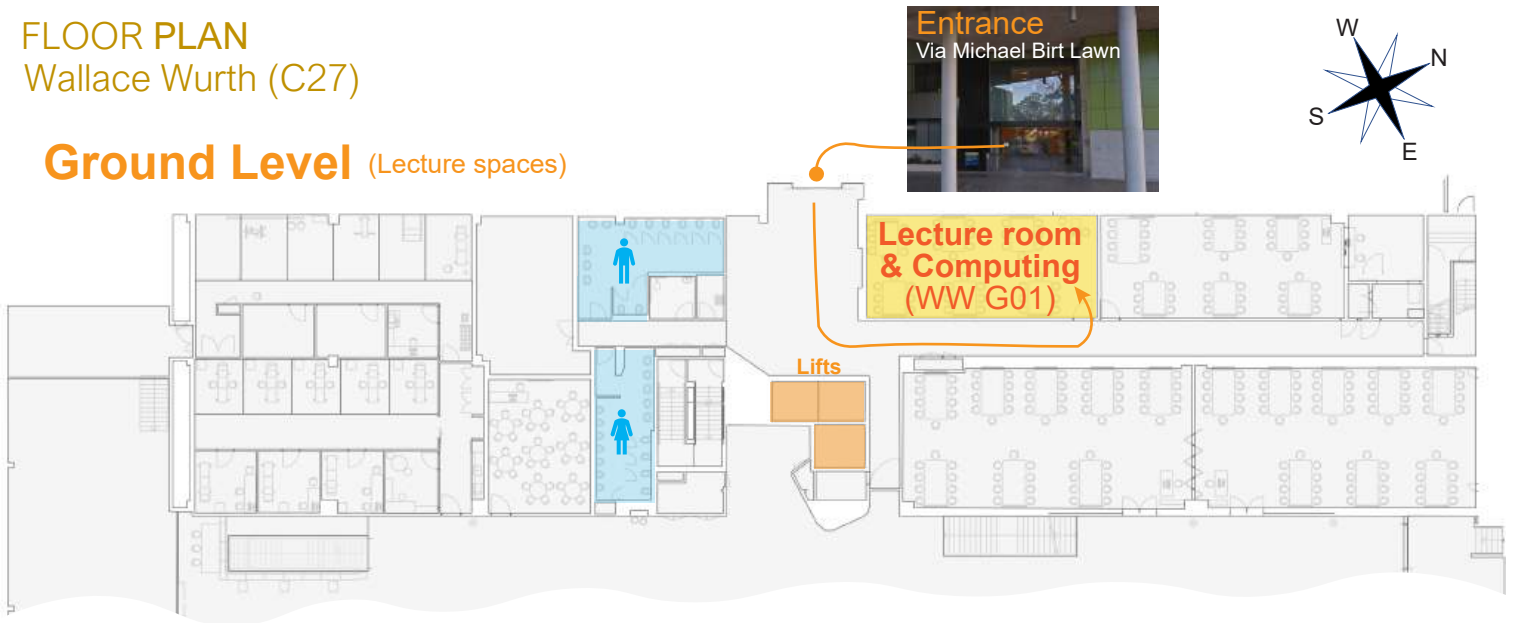 FLOOR PLAN
Wallace Wurth (C27)
Ground Level (Lecture spaces)
Entrance
Via Michael Birt Lawn
W
N
S
E
Lecture room
& Computing
(WW G01)
Lifts